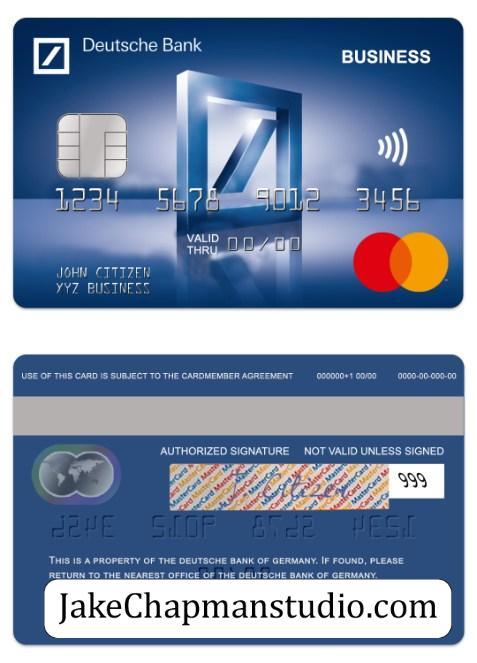 Deutsche Bank
BUSINESS
1234 5678 9012 3456
VALID THRU 00/00
JOHN CITIZEN
YYZ BUSINESS
USE OF THIS CARD IS SUBJECT TO THE CARDMEMBER AGREEMENT 000000+1 00/00 0000-00-000-00
AUTHORIZED SIGNATURE NOT VALID UNLESS SIGNED
MasterCard
J. Citizen 999
THIS IS A PROPERTY OF THE DEUTSCHE BANK OF GERMANY. IF FOUND, PLEASE
RETURN TO THE NEAREST OFFICE OF THE DEUTSCHE BANK OF GERMANY.
JakeChapmanstudio.com